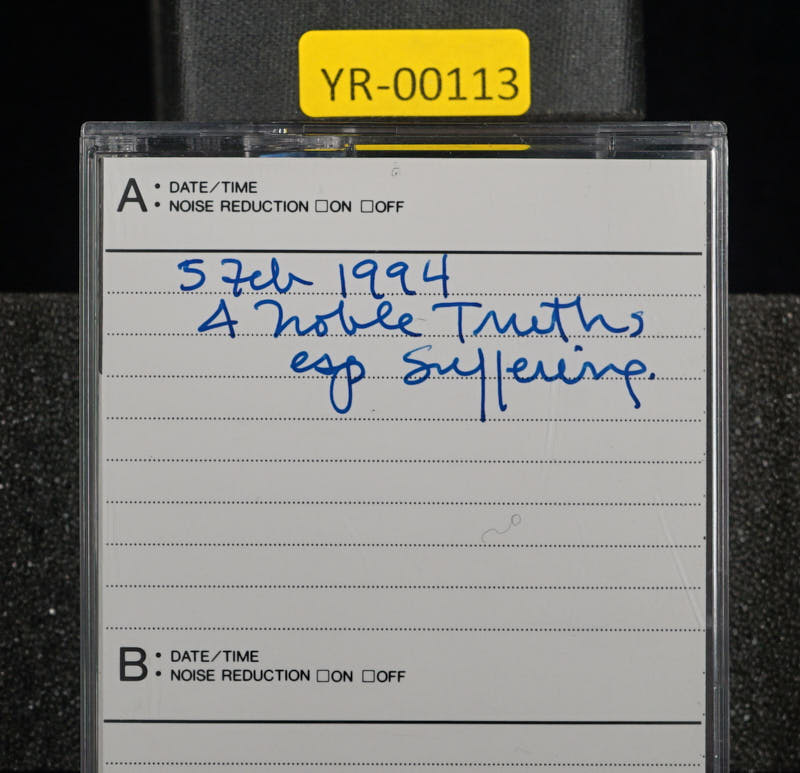 YR-00113
A • DATE/TIME
• NOISE REDUCTION □ON □OFF
5 Feb 1994
4 Noble Truths
esp Suffering.
B • DATE/TIME
• NOISE REDUCTION □ON □OFF